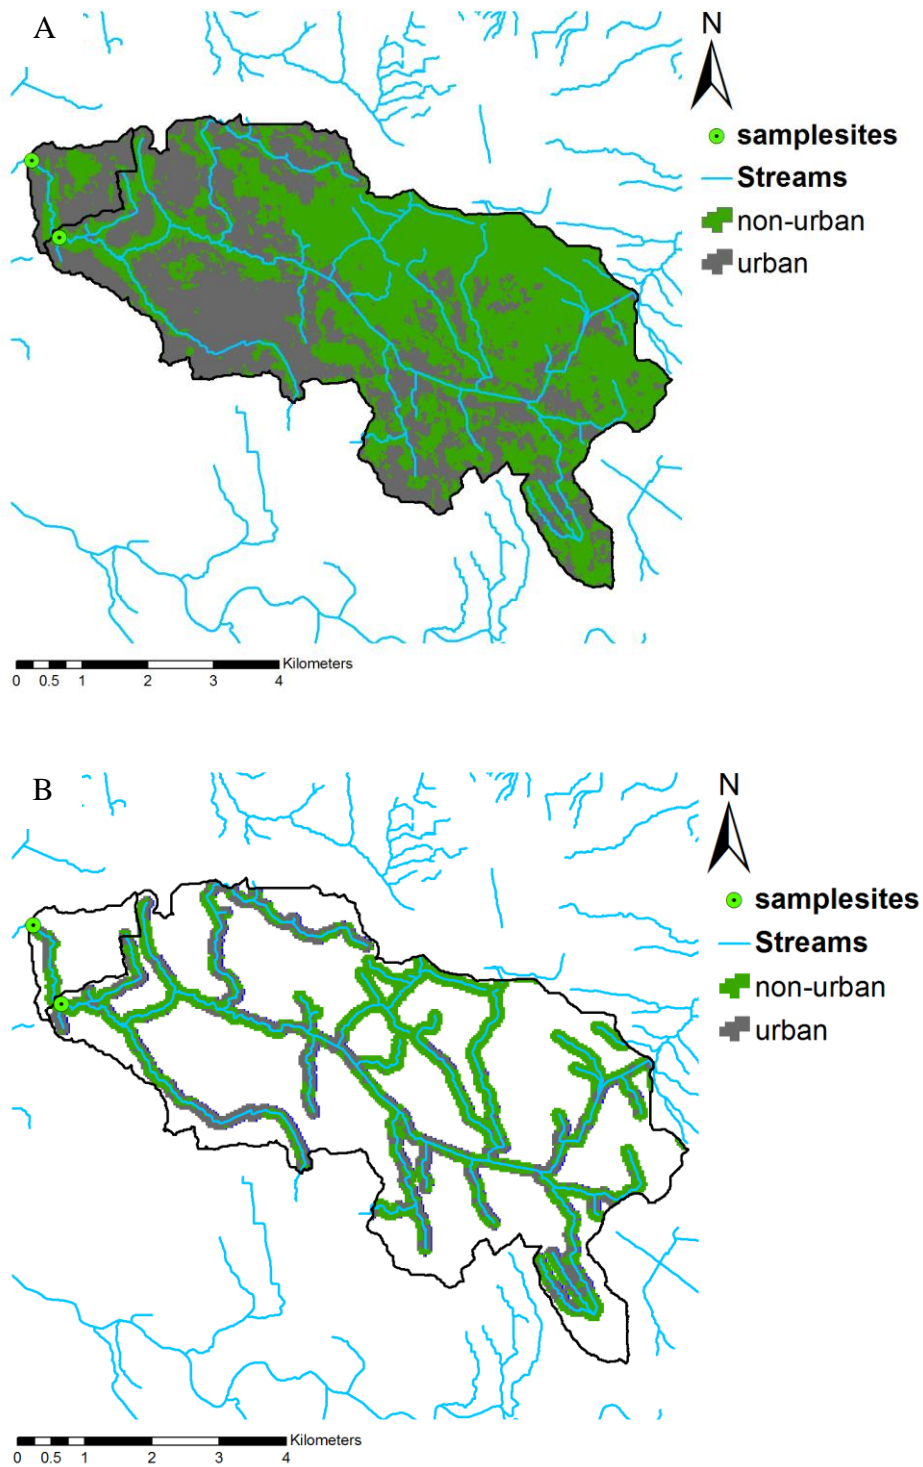 A
N
samplesites
Streams
non-urban
urban
Kilometers
0 0.5 1 2 3 4
B
N
samplesites
Streams
non-urban
urban
Kilometers
0 0.5 1 2 3 4